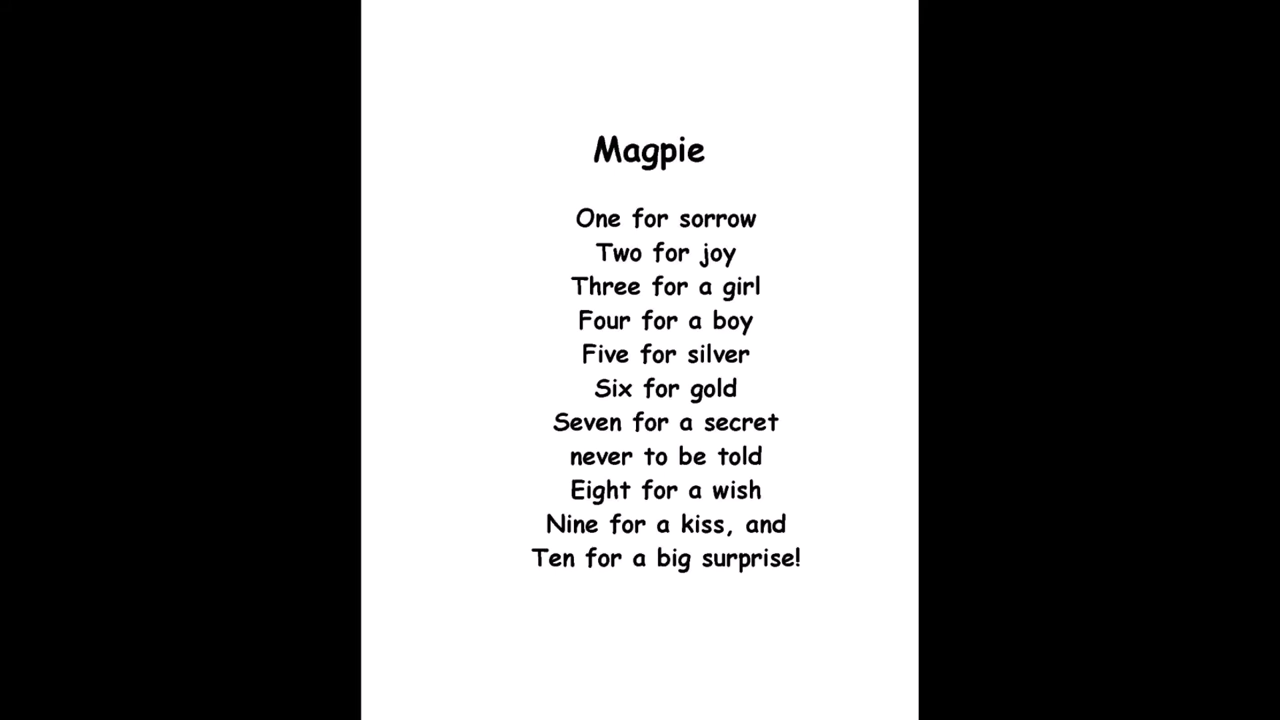 Magpie
One for sorrow
Two for joy
Three for a girl
Four for a boy
Five for silver
Six for gold
Seven for a secret
never to be told
Eight for a wish
Nine for a kiss, and
Ten for a big surprise!